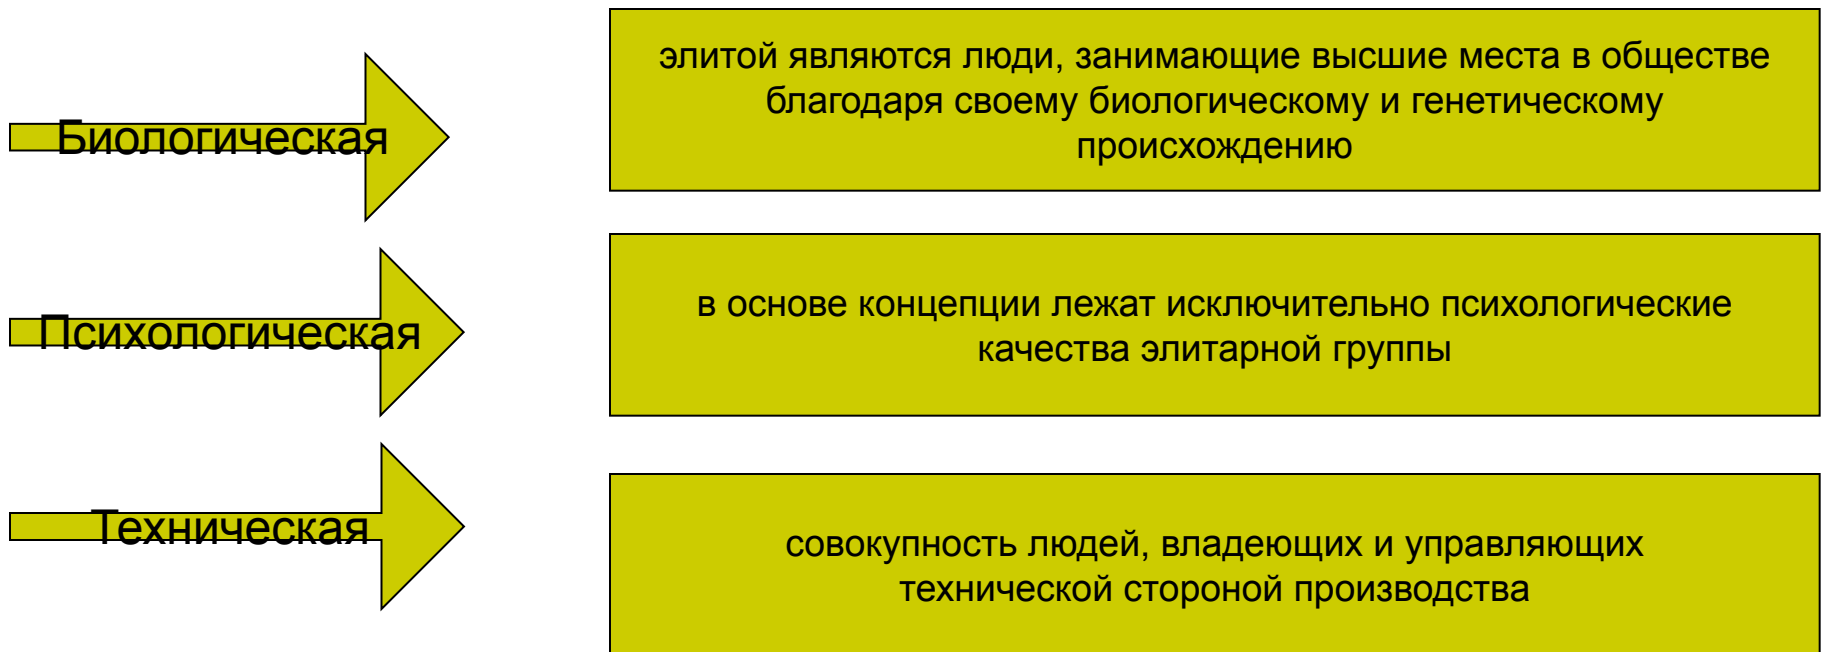 Биологическая
элитой являются люди, занимающие высшие места в обществе
благодаря своему биологическому и генетическому
происхождению
Психологическая
в основе концепции лежат исключительно психологические
качества элитарной группы
Техническая
совокупность людей, владеющих и управляющих
технической стороной производства